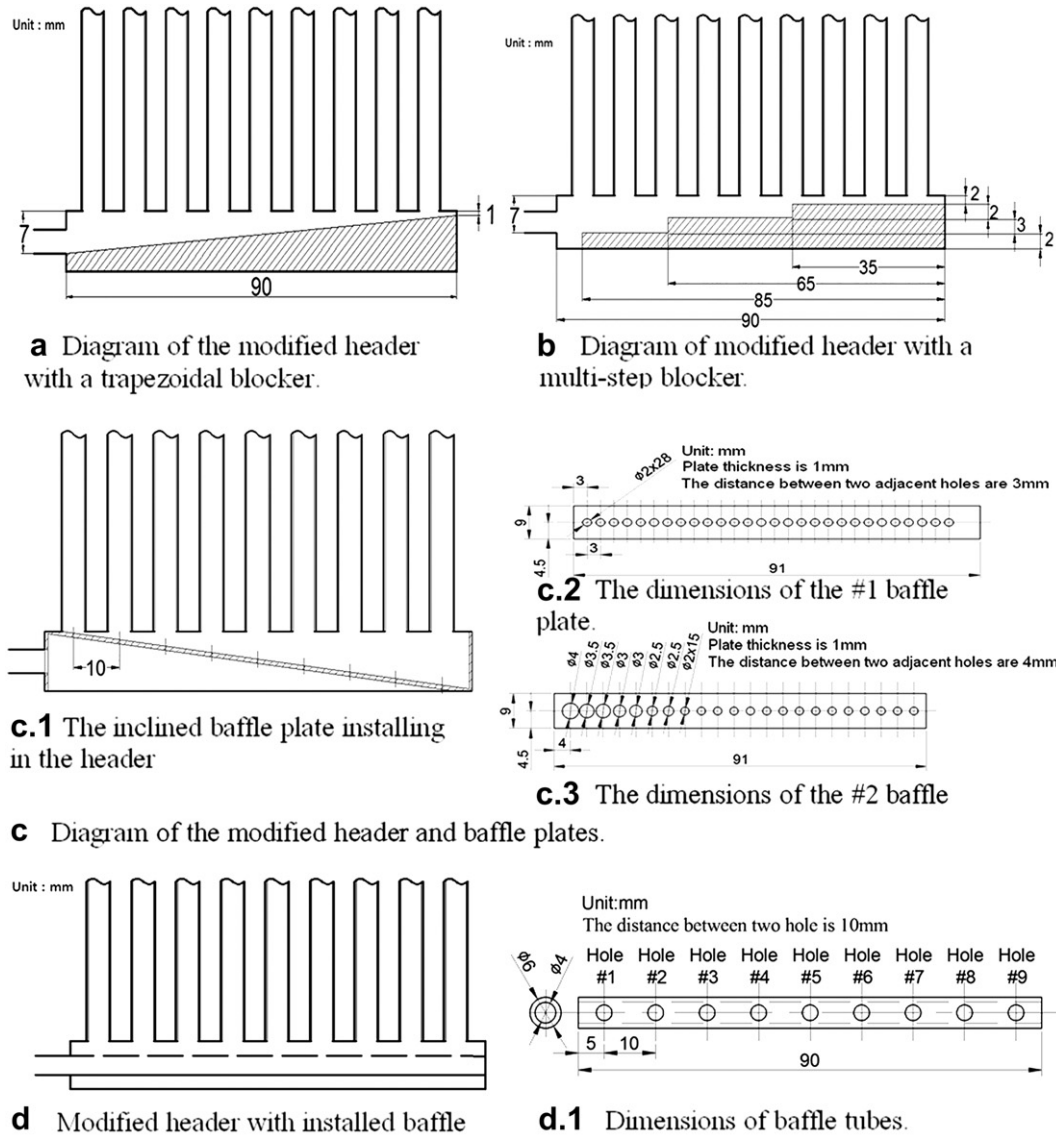 Unit : mm
7
1
90
a Diagram of the modified header
with a trapezoidal blocker.
Unit : mm
7
2
2
3
2
35
65
85
90
b Diagram of modified header with a
multi-step blocker.
10
c.1 The inclined baffle plate installing
in the header
Unit: mm
Plate thickness is 1mm
The distance between two adjacent holes are 3mm
ϕ2x28
3
9
4.5
3
91
c.2 The dimensions of the #1 baffle
plate.
Unit: mm
Plate thickness is 1mm
The distance between two adjacent holes are 4mm
ϕ4
ϕ3.5
ϕ3.5
ϕ3
ϕ3
ϕ2.5
ϕ2.5
ϕ2x15
9
4.5
4
91
c.3 The dimensions of the #2 baffle
c Diagram of the modified header and baffle plates.
Unit : mm
d Modified header with installed baffle
Unit:mm
The distance between two hole is 10mm
Hole Hole Hole Hole Hole Hole Hole Hole Hole
#1 #2 #3 #4 #5 #6 #7 #8 #9
ϕ6
ϕ4
5
10
90
d.1 Dimensions of baffle tubes.